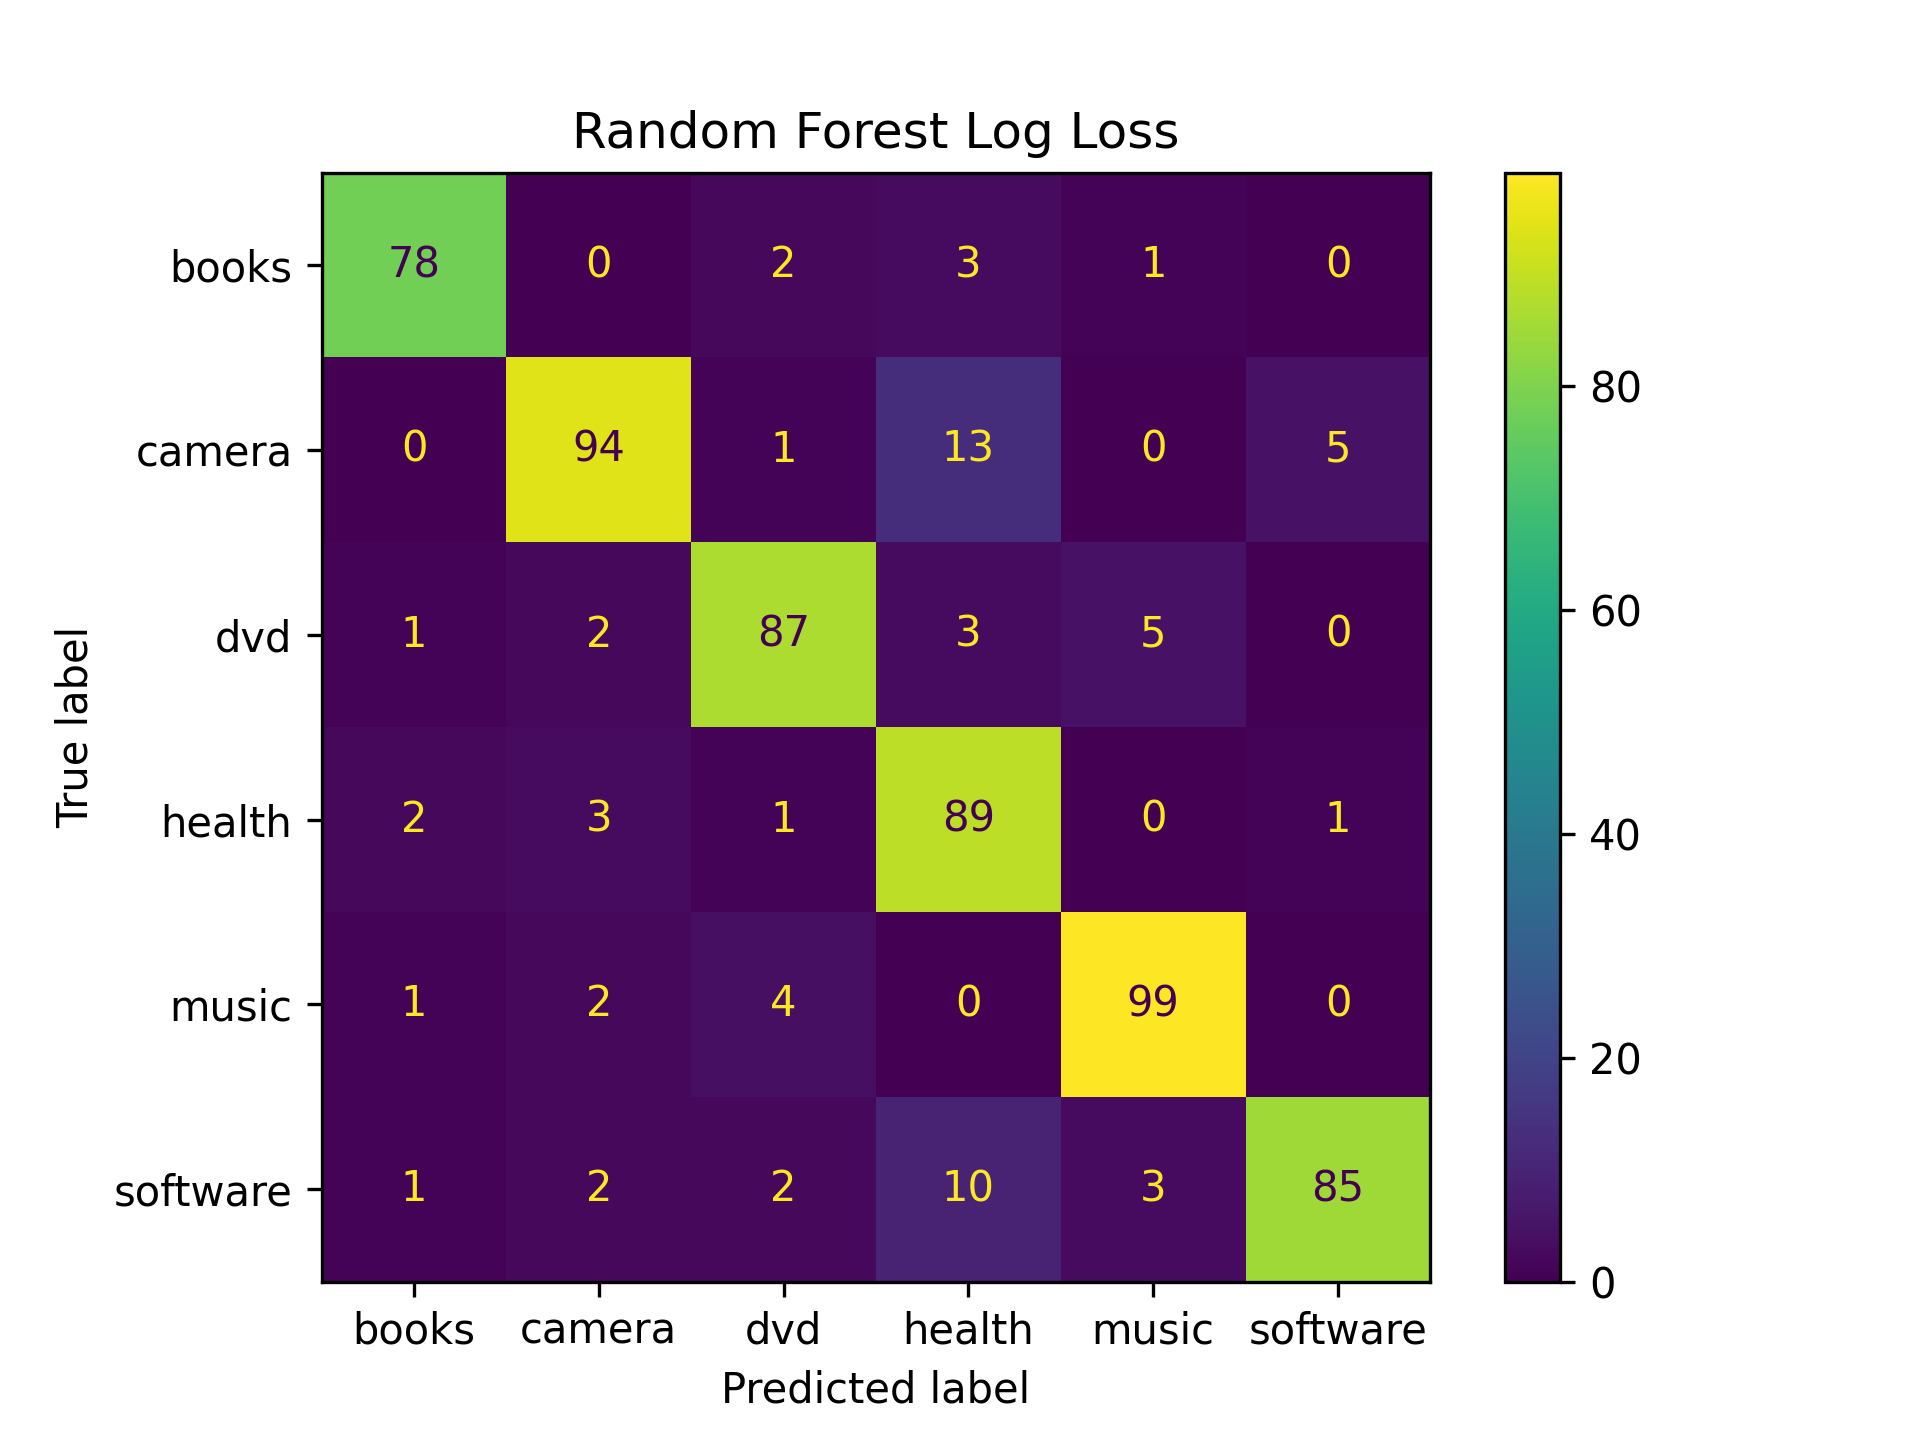 Random Forest Log Loss
books 78 0 2 3 1 0
camera 0 94 1 13 0 5
dvd 1 2 87 3 5 0
health 2 3 1 89 0 1
music 1 2 4 0 99 0
software 1 2 2 10 3 85
books camera dvd health music software
Predicted label
True label
80
60
40
20
0